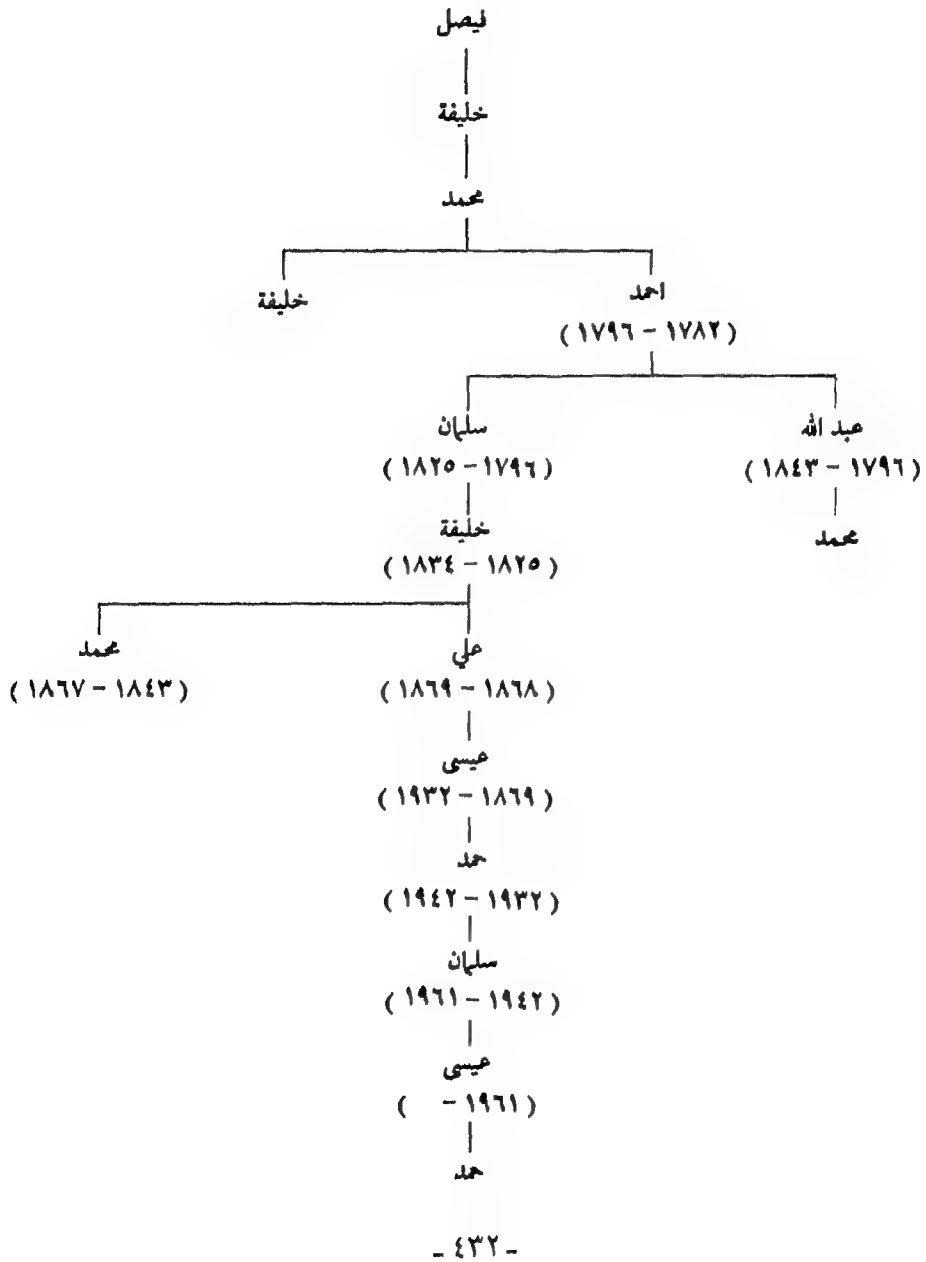 فيصل
خليفة
محمد
احمد
(١٧٨٢ - ١٧٩٦)
خليفة
عبد الله
(١٧٩٦ - ١٨٤٣)
سلمان
(١٧٩٦ - ١٨٢٥)
محمد
خليفة
(١٨٢٥ - ١٨٣٤)
علي
(١٨٦٨ - ١٨٦٩)
محمد
(١٨٤٣ - ١٨٦٧)
عيسى
(١٨٦٩ - ١٩٣٢)
حمد
(١٩٣٢ - ١٩٤٢)
سلمان
(١٩٤٢ - ١٩٦١)
عيسى
(١٩٦١ - )
حمد
- ٤٣٢ -